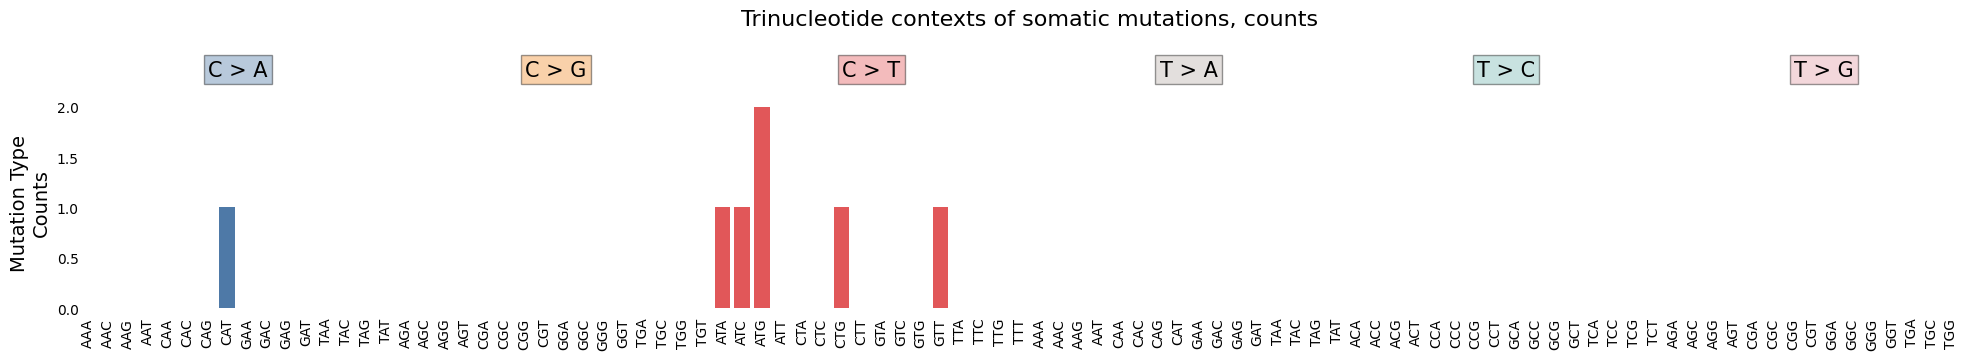 Trinucleotide contexts of somatic mutations, counts
C > A C > G C > T T > A T > C T > G
Mutation Type
Counts
2.0
1.5
1.0
0.5
0.0
AAA AAC AAG AAT CAA CAC CAG CAT GAA GAC GAG GAT TAA TAC TAG TAT AGA AGC AGG AGT CGA CGC CGG CGT GGA GGC GGG GGT TGA TGC TGG TGT ATA ATC ATG ATT CTA CTC CTG CTT GTA GTC GTG GTT TTA TTC TTG TTT AAA AAC AAG AAT CAA CAC CAG CAT GAA GAC GAG GAT TAA TAC TAG TAT ACA ACC ACG ACT CCA CCC CCG CCT GCA GCC GCG GCT TCA TCC TCG TCT AGA AGC AGG AGT CGA CGC CGG CGT GGA GGC GGG GGT TGA TGC TGG